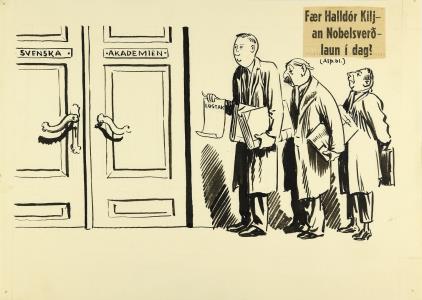 Fær Halldór Kilj-
an Nobelsverð-
laun í dag?
(Alþ.bl.)
SVENSKA AKADEMIEN